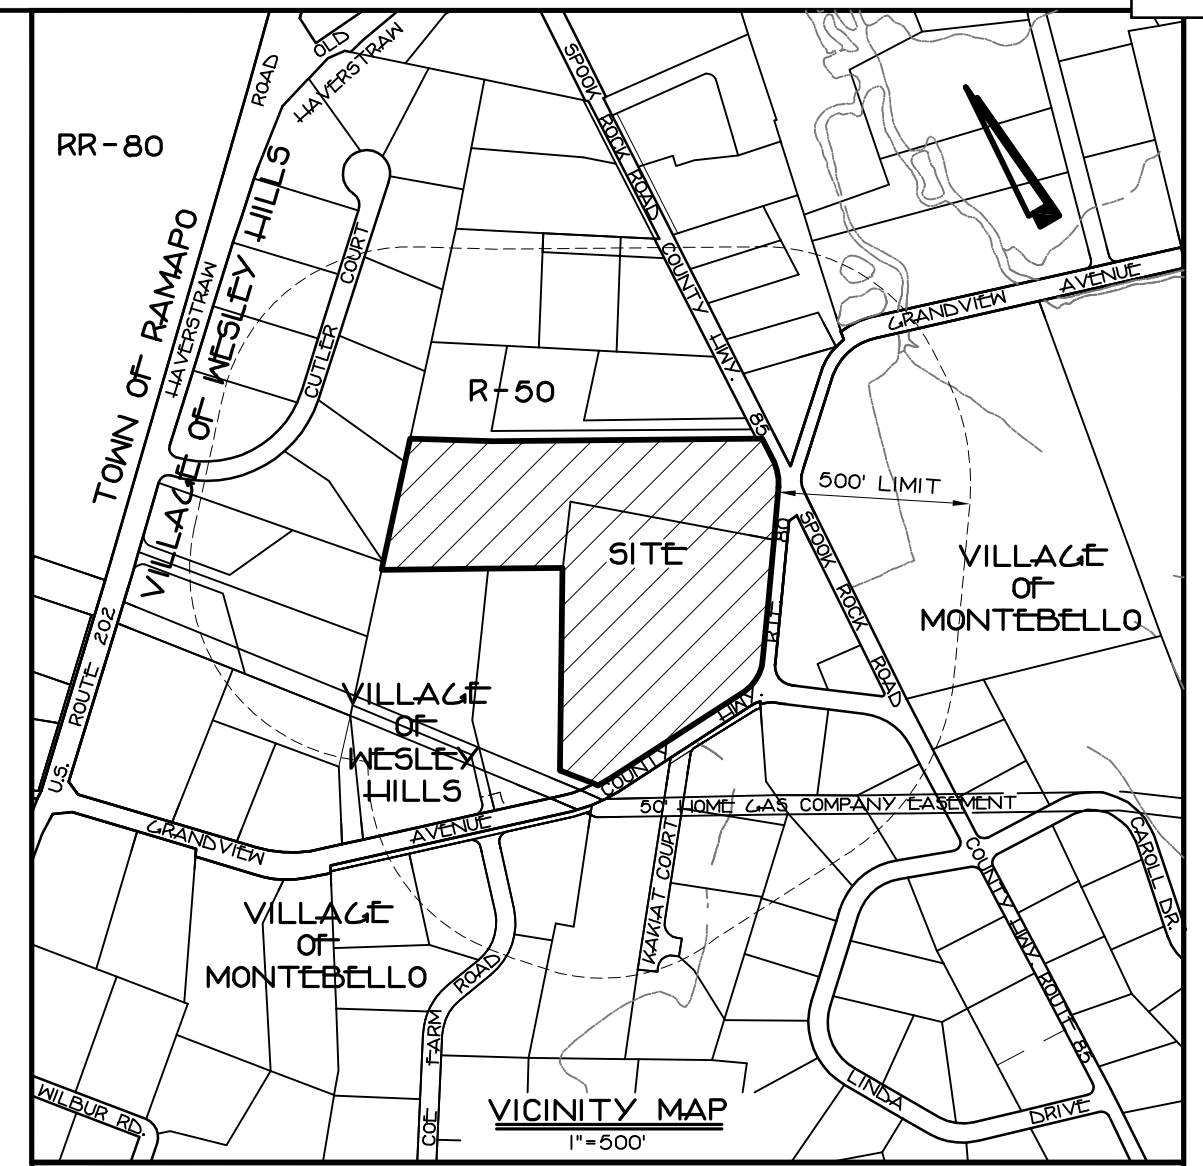 OLD
HAVERSTRAW
ROAD
RR-80
SPOOK ROCK ROAD
COUNTY HWY. 85
TOWN OF RAMAPO
HAVERSTRAW
VILLAGE OF WESLEY HILLS
CUTLER COURT
GRANDVIEW AVENUE
R-50
500' LIMIT
SITE
80
RTE.
COUNTY HWY.
SPOOK ROCK ROAD
VILLAGE
OF
MONTEBELLO
U.S. ROUTE 202
VILLAGE
OF
WESLEY
HILLS
50' HOME GAS COMPANY EASEMENT
GRANDVIEW AVENUE
KAKIAT COURT
CAROLL DR.
COUNTY HWY. ROUTE 85
VILLAGE
OF
MONTEBELLO
COE FARM ROAD
LINDA DRIVE
WILBUR RD.
VICINITY MAP
1"=500'